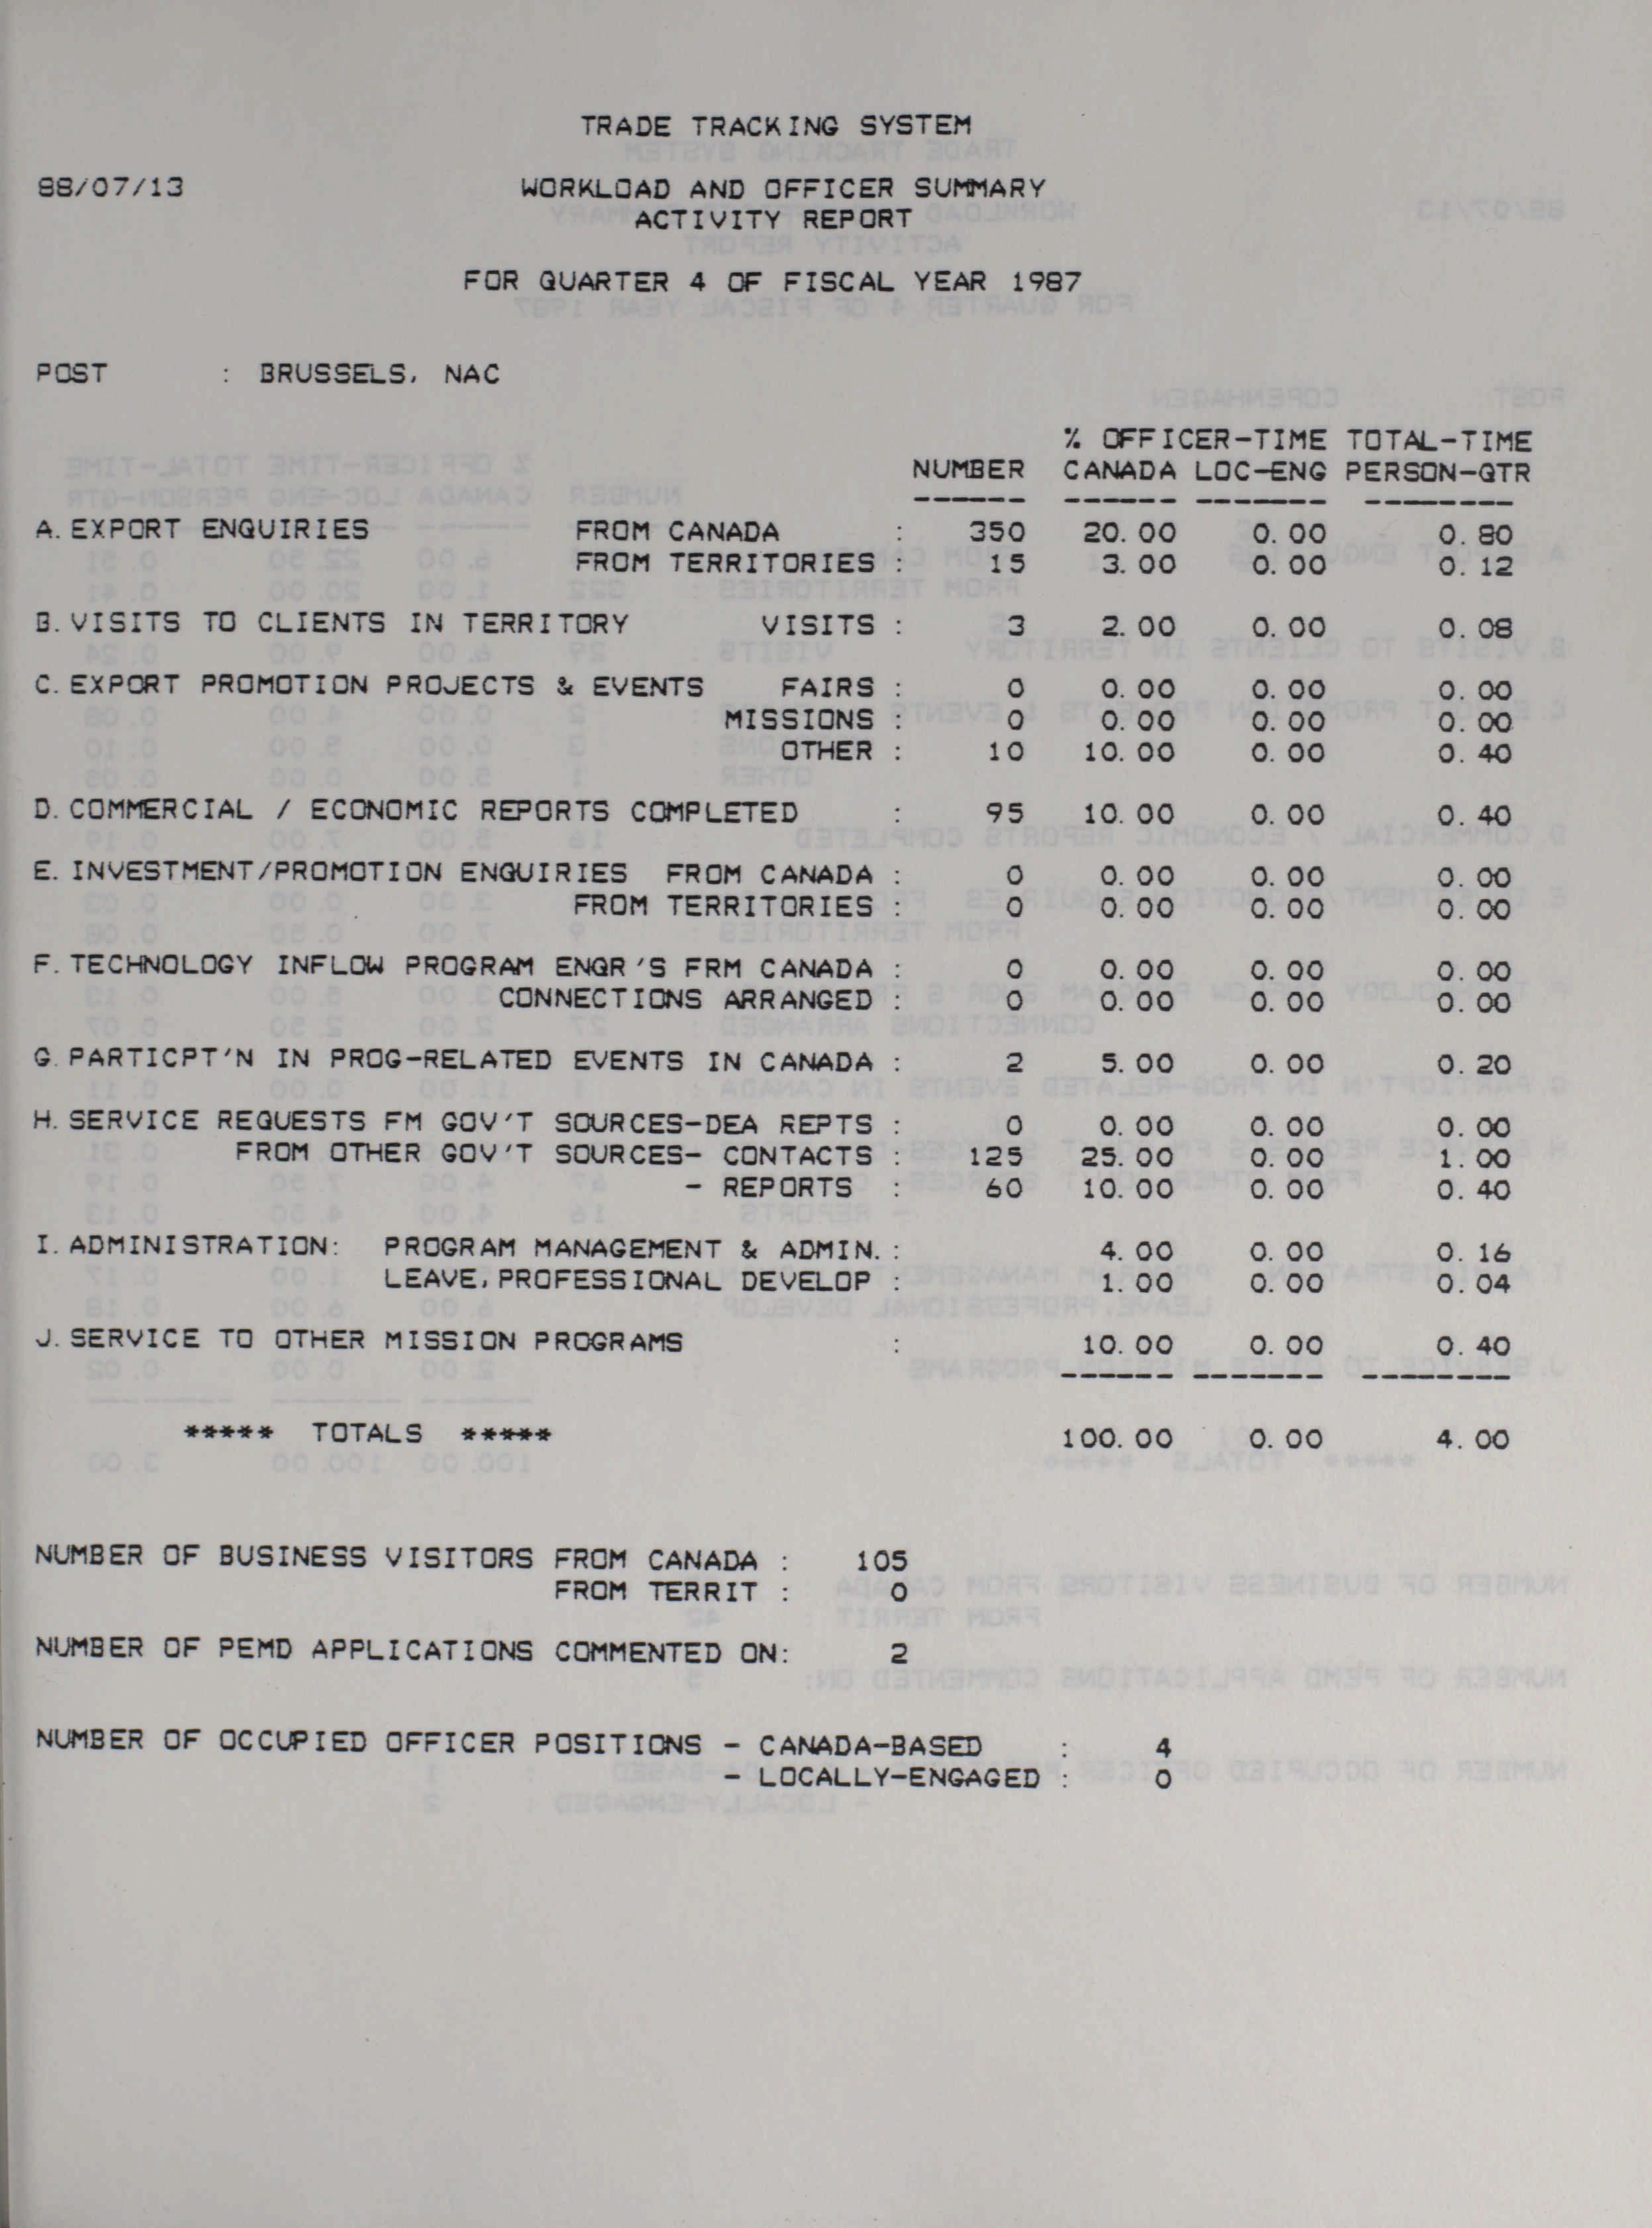 TRADE TRACKING SYSTEM
88/07/13 WORKLOAD AND OFFICER SUMMARY
ACTIVITY REPORT
FOR QUARTER 4 OF FISCAL YEAR 1987
POST : BRUSSELS, NAC
% OFFICER-TIME TOTAL-TIME
NUMBER CANADA LOC-ENG PERSON-QTR
------ ------ ------- --------
A. EXPORT ENQUIRIES FROM CANADA : 350 20.00 0.00 0.80
FROM TERRITORIES : 15 3.00 0.00 0.12
B. VISITS TO CLIENTS IN TERRITORY VISITS : 3 2.00 0.00 0.08
C. EXPORT PROMOTION PROJECTS & EVENTS FAIRS : 0 0.00 0.00 0.00
MISSIONS : 0 0.00 0.00 0.00
OTHER : 10 10.00 0.00 0.40
D. COMMERCIAL / ECONOMIC REPORTS COMPLETED : 95 10.00 0.00 0.40
E. INVESTMENT/PROMOTION ENQUIRIES FROM CANADA : 0 0.00 0.00 0.00
FROM TERRITORIES : 0 0.00 0.00 0.00
F. TECHNOLOGY INFLOW PROGRAM ENQR'S FRM CANADA : 0 0.00 0.00 0.00
CONNECTIONS ARRANGED : 0 0.00 0.00 0.00
G. PARTICPT'N IN PROG-RELATED EVENTS IN CANADA : 2 5.00 0.00 0.20
H. SERVICE REQUESTS FM GOV'T SOURCES-DEA REPTS : 0 0.00 0.00 0.00
FROM OTHER GOV'T SOURCES- CONTACTS : 125 25.00 0.00 1.00
- REPORTS : 60 10.00 0.00 0.40
I. ADMINISTRATION: PROGRAM MANAGEMENT & ADMIN. : 4.00 0.00 0.16
LEAVE, PROFESSIONAL DEVELOP : 1.00 0.00 0.04
J. SERVICE TO OTHER MISSION PROGRAMS : 10.00 0.00 0.40
------ ------- --------
***** TOTALS ***** 100.00 0.00 4.00
NUMBER OF BUSINESS VISITORS FROM CANADA : 105
FROM TERRIT : 0
NUMBER OF PEMD APPLICATIONS COMMENTED ON: 2
NUMBER OF OCCUPIED OFFICER POSITIONS - CANADA-BASED : 4
- LOCALLY-ENGAGED : 0